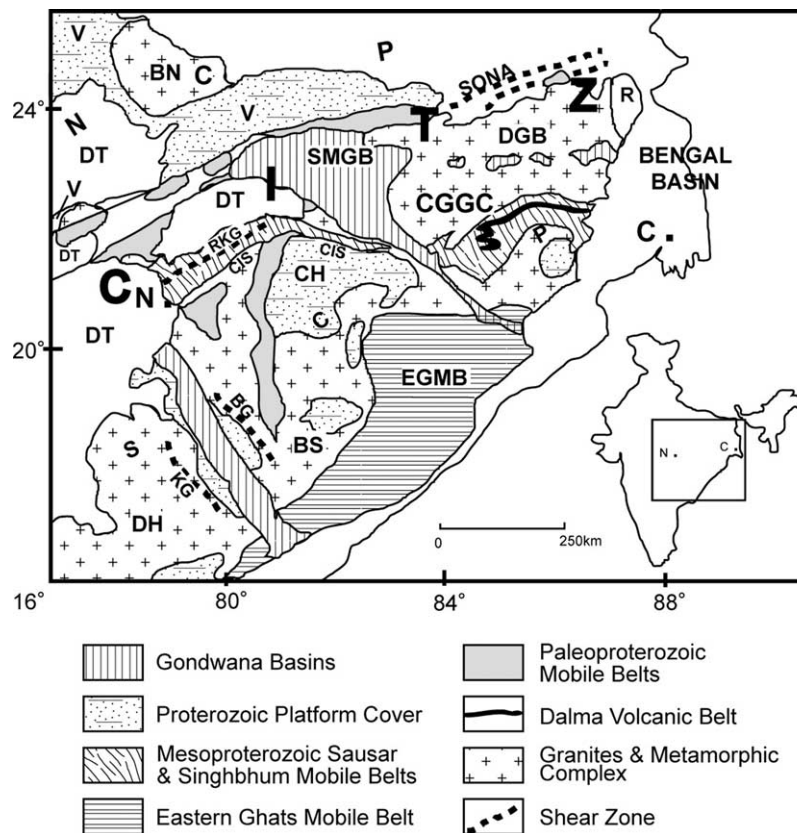 V
BN
C
P
SONA
24°
V
T
Z
R
N
DT
SMGB
DGB
BENGAL
BASIN
V
DT
I
CGGC
DT
RKG
CIS
CIS
P
C
CH
C
N
DT
C
20°
EGMB
BG
BS
S
KG
DH
N
C
0
250km
16°
80°
84°
88°
Gondwana Basins
Proterozoic Platform Cover
Mesoproterozoic Sausar
& Singhbhum Mobile Belts
Eastern Ghats Mobile Belt
Paleoproterozoic
Mobile Belts
Dalma Volcanic Belt
Granites & Metamorphic
Complex
Shear Zone